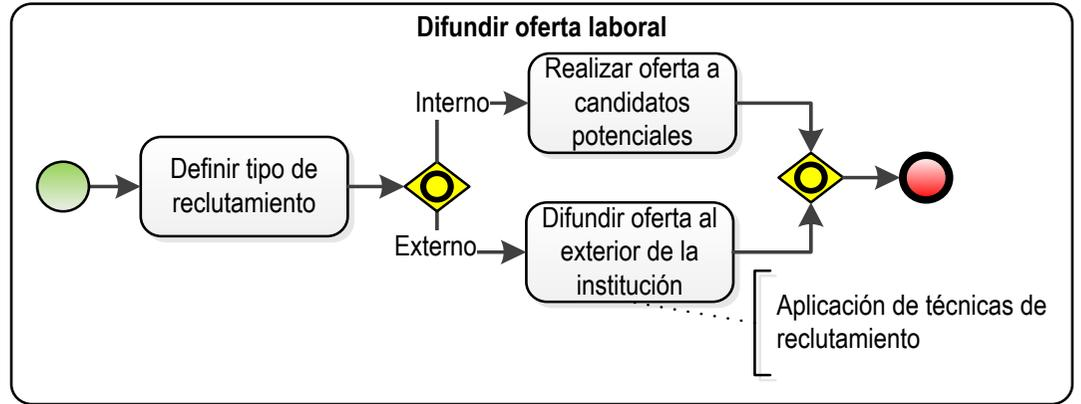 Difundir oferta laboral
Realizar oferta a
candidatos
potenciales
Interno
Definir tipo de
reclutamiento
Externo
Difundir oferta al
exterior de la
institución
Aplicación de técnicas de
reclutamiento